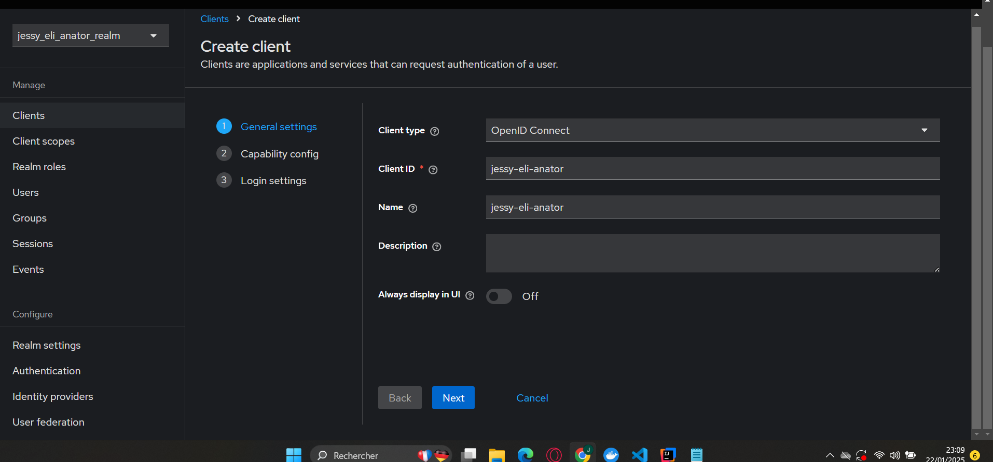 Clients > Create client
jessy_eli_anator_realm
Create client
Clients are applications and services that can request authentication of a user.
Manage
Clients
Client scopes
Realm roles
Users
Groups
Sessions
Events
Configure
Realm settings
Authentication
Identity providers
User federation
1 General settings
2 Capability config
3 Login settings
Client type
OpenID Connect
Client ID *
jessy-eli-anator
Name
jessy-eli-anator
Description
Always display in UI
Off
Back Next Cancel
Rechercher
23:09
22/01/2025
6